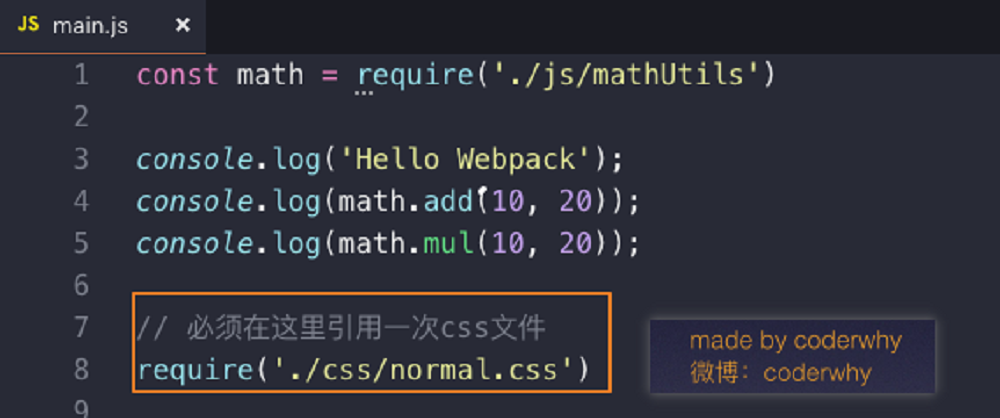 JS main.js ×
1 const math = require('./js/mathUtils')
2
3 console.log('Hello Webpack');
4 console.log(math.add(10, 20));
5 console.log(math.mul(10, 20));
6
7 // 必须在这里引用一次css文件
8 require('./css/normal.css')
9
made by coderwhy
微博：coderwhy